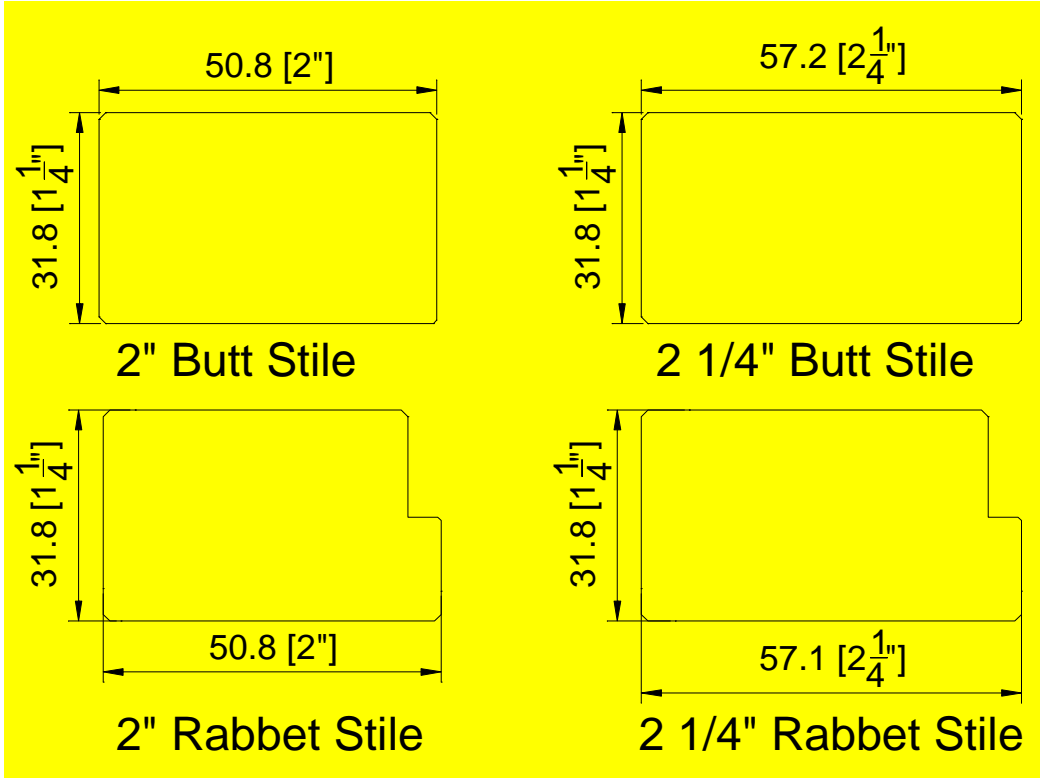 50.8 [2"]
57.2 [2 1/4"]
31.8 [1 1/4"]
31.8 [1 1/4"]
2" Butt Stile
2 1/4" Butt Stile
31.8 [1 1/4"]
31.8 [1 1/4"]
50.8 [2"]
57.1 [2 1/4"]
2" Rabbet Stile
2 1/4" Rabbet Stile